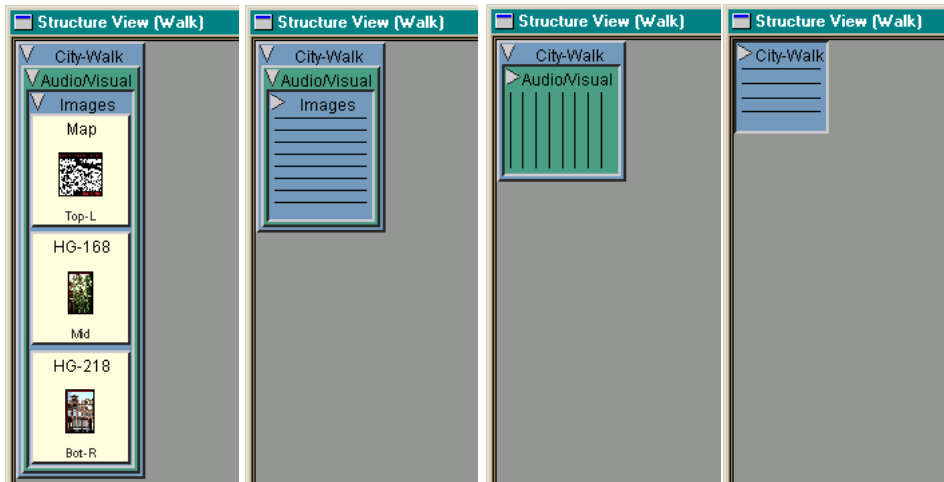 Structure View (Walk)
City-Walk
Audio/Visual
Images
Map
Top-L
HG-168
Mid
HG-218
Bot-R
Structure View (Walk)
City-Walk
Audio/Visual
Images
Structure View (Walk)
City-Walk
Audio/Visual
Structure View (Walk)
City-Walk